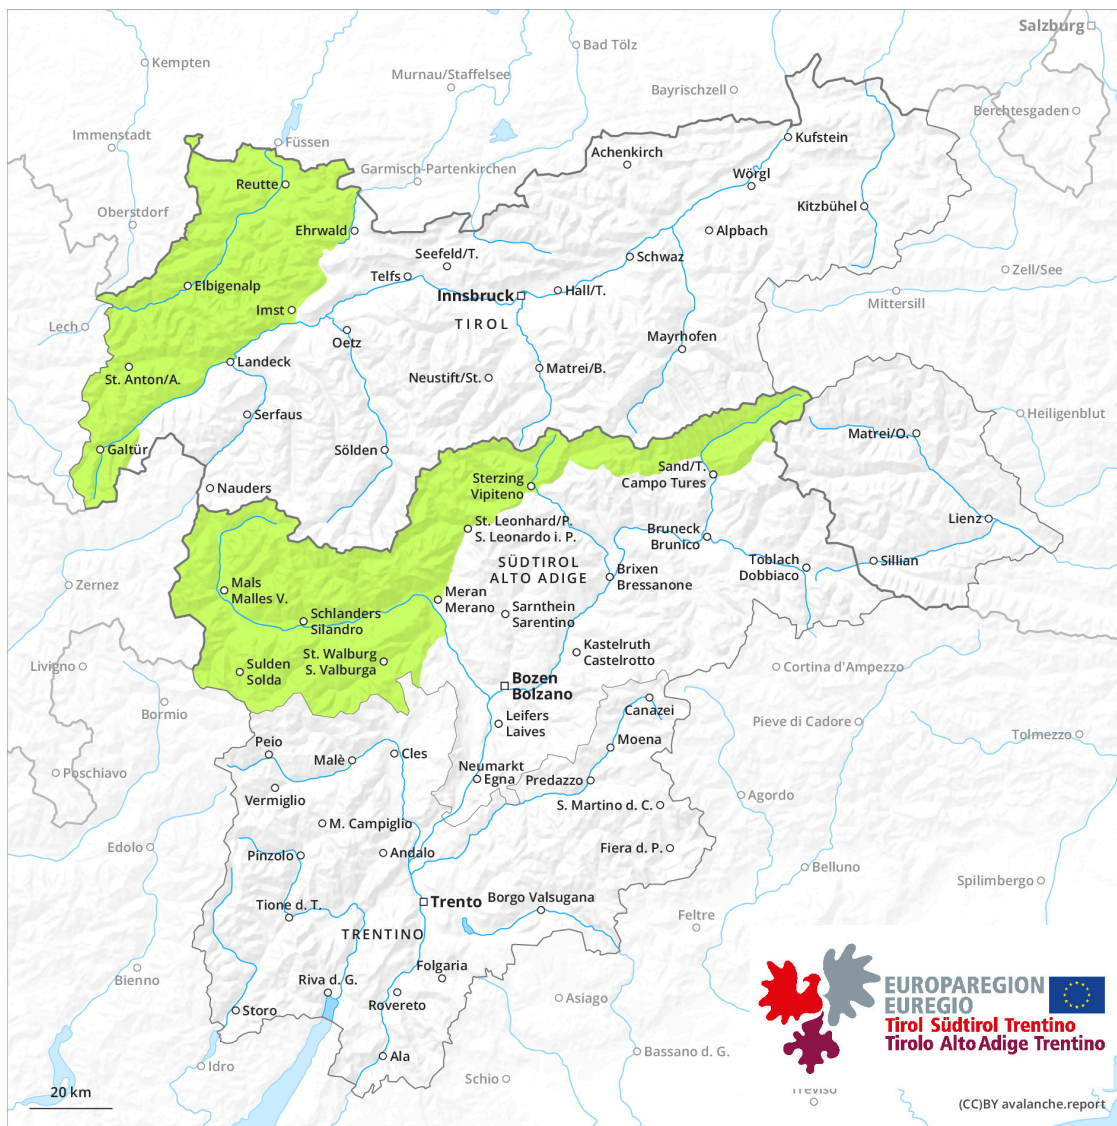 Salzburg
Bad Tölz
Kempten
Murnau/Staffelsee
Bayrischzell
Berchtesgaden
Immenstadt
Füssen
Kufstein
Achenkirch
Garmisch-Partenkirchen
Wörgl
Reutte
Oberstdorf
Kitzbühel
Ehrwald
Alpbach
Seefeld/T.
Schwaz
Zell/See
Telfs
Elbigenalp
Innsbruck
Hall/T.
Mittersill
Imst
TIROL
Lech
Oetz
Mayrhofen
Landeck
Matrei/B.
St. Anton/A.
Neustift/St.
Serfaus
Heiligenblut
Matrei/O.
Galtür
Sölden
Sand/T.
Campo Tures
Sterzing
Vipiteno
Nauders
Lienz
St. Leonhard/P.
S. Leonardo i. P.
Bruneck
Brunico
SÜDTIROL
ALTO ADIGE
Toblach
Dobbiaco
Sillian
Brixen
Bressanone
Zernez
Mals
Malles V.
Meran
Merano
Schlanders
Silandro
Sarnthein
Sarentino
Kastelruth
Castelrotto
Livigno
Sulden
Solda
St. Walburg
S. Valburga
Cortina d'Ampezzo
Bozen
Bolzano
Bormio
Canazei
Leifers
Laives
Pieve di Cadore
Tolmezzo
Peio
Moena
Malè
Cles
Poschiavo
Neumarkt
Egna
Predazzo
Vermiglio
Agordo
S. Martino d. C.
M. Campiglio
Edolo
Pinzolo
Andalo
Fiera d. P.
Belluno
Spilimbergo
Tione d. T.
Trento
Borgo Valsugana
Feltre
TRENTINO
Bienno
Folgaria
Riva d. G.
Rovereto
Storo
Asiago
EUROPAREGION
EUREGIO
Tirol Südtirol Trentino
Tirolo Alto Adige Trentino
Ala
Idro
Bassano d. G.
Schio
Treviso
20 km
(CC)BY avalanche.report